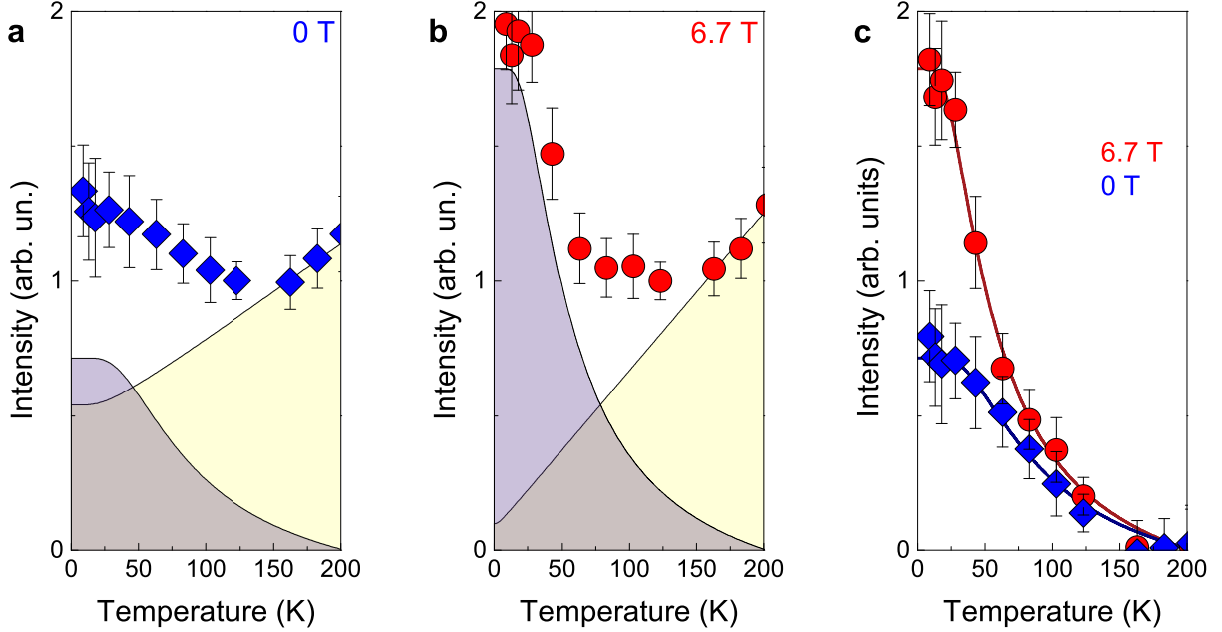 a
0 T
2
1
0
Intensity (arb. un.)
0 50 100 150 200
Temperature (K)
b
6.7 T
2
1
0
Intensity (arb. un.)
0 50 100 150 200
Temperature (K)
c
6.7 T
0 T
2
1
0
Intensity (arb. units)
0 50 100 150 200
Temperature (K)